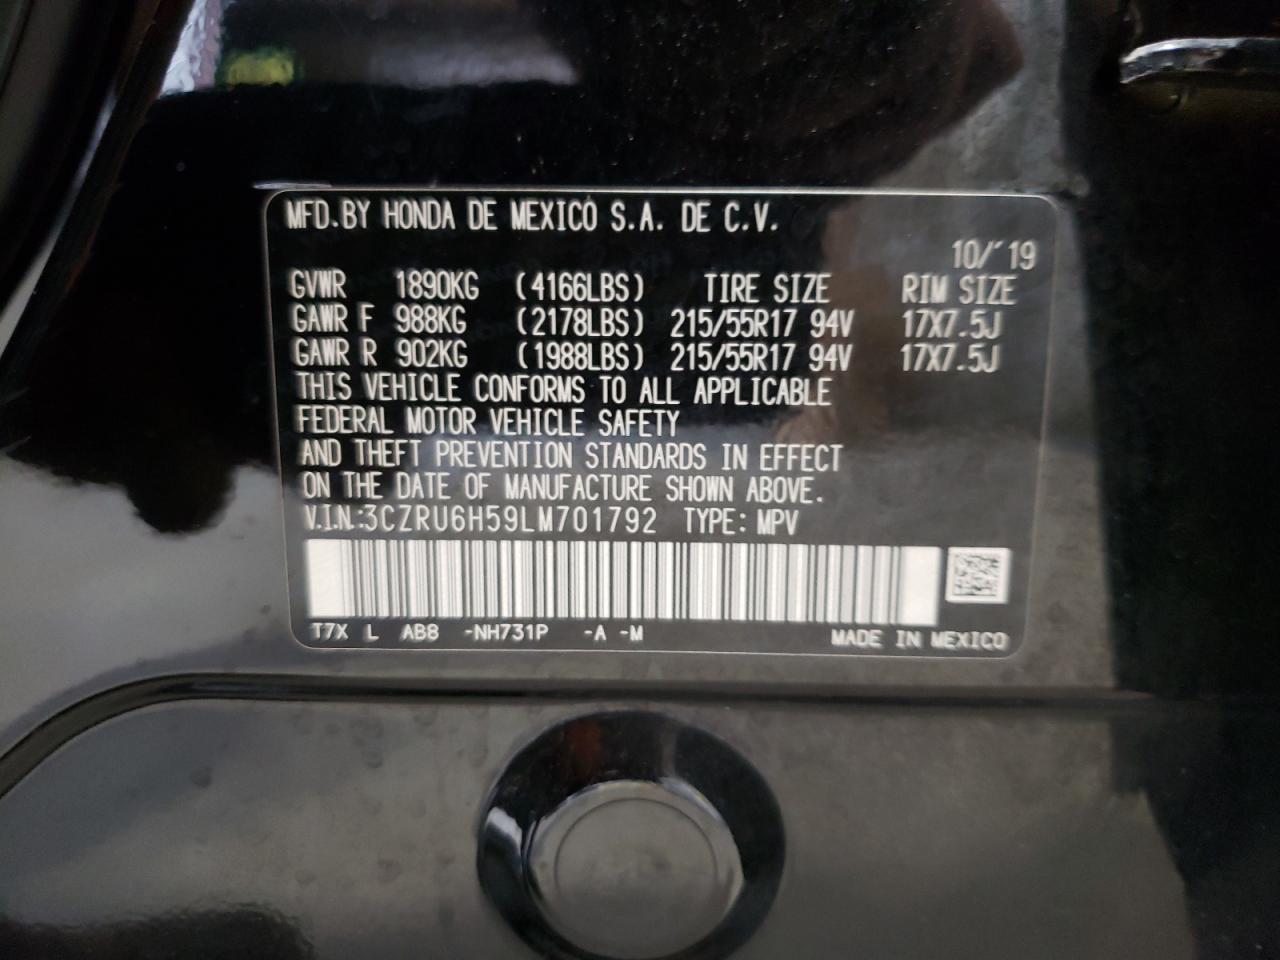 MFD.BY HONDA DE MEXICO S.A. DE C.V.
10/'19
GVWR 1890KG (4166LBS) TIRE SIZE RIM SIZE
GAWR F 988KG (2178LBS) 215/55R17 94V 17X7.5J
GAWR R 902KG (1988LBS) 215/55R17 94V 17X7.5J
THIS VEHICLE CONFORMS TO ALL APPLICABLE
FEDERAL MOTOR VEHICLE SAFETY
AND THEFT PREVENTION STANDARDS IN EFFECT
ON THE DATE OF MANUFACTURE SHOWN ABOVE.
V.I.N.:3CZRU6H59LM701792 TYPE: MPV
T7X L AB8 -NH731P -A -M MADE IN MEXICO